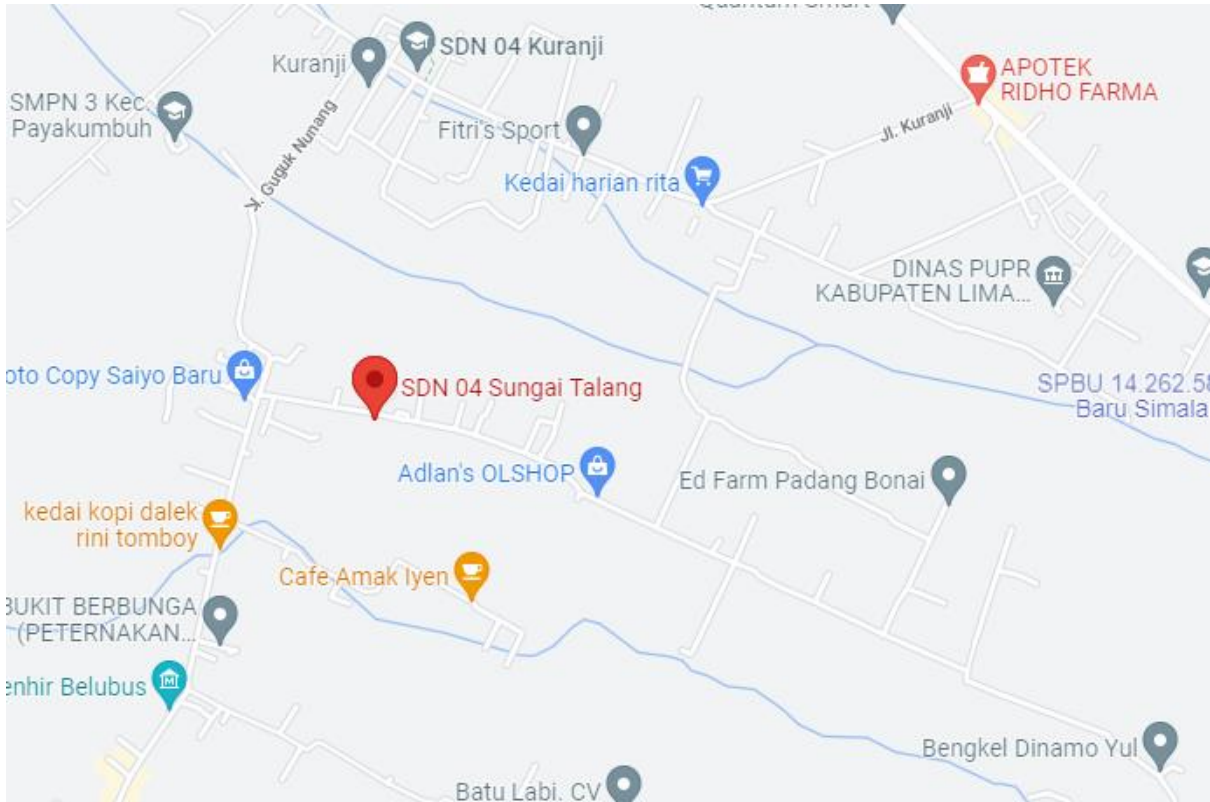 Quantum Smart
SDN 04 Kuranji
Kuranji
APOTEK
RIDHO FARMA
SMPN 3 Kec.
Payakumbuh
Jl. Kuranji
Fitri's Sport
Jl. Guguk Nunang
Kedai harian rita
DINAS PUPR
KABUPATEN LIMA...
oto Copy Saiyo Baru
SDN 04 Sungai Talang
SPBU 14.262.58
Baru Simala
Adlan's OLSHOP
Ed Farm Padang Bonai
kedai kopi dalek
rini tomboy
Cafe Amak Iyen
BUKIT BERBUNGA
(PETERNAKAN...
enhir Belubus
Bengkel Dinamo Yul
Batu Labi. CV